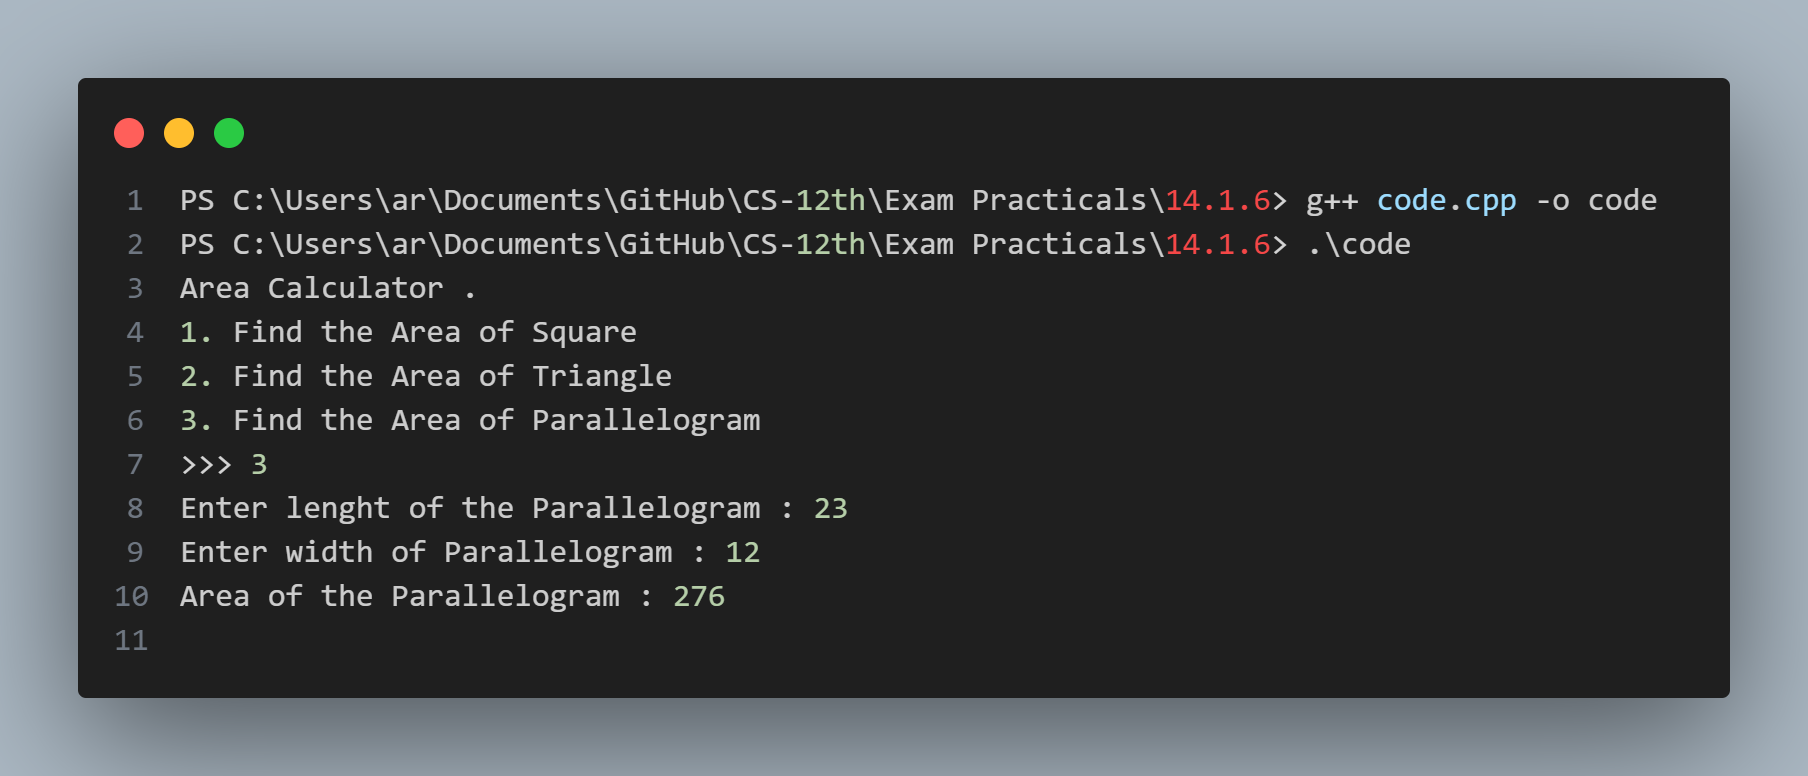 1 PS C:\Users\ar\Documents\GitHub\CS-12th\Exam Practicals\14.1.6> g++ code.cpp -o code
2 PS C:\Users\ar\Documents\GitHub\CS-12th\Exam Practicals\14.1.6> .\code
3 Area Calculator .
4 1. Find the Area of Square
5 2. Find the Area of Triangle
6 3. Find the Area of Parallelogram
7 >>> 3
8 Enter lenght of the Parallelogram : 23
9 Enter width of Parallelogram : 12
10 Area of the Parallelogram : 276
11